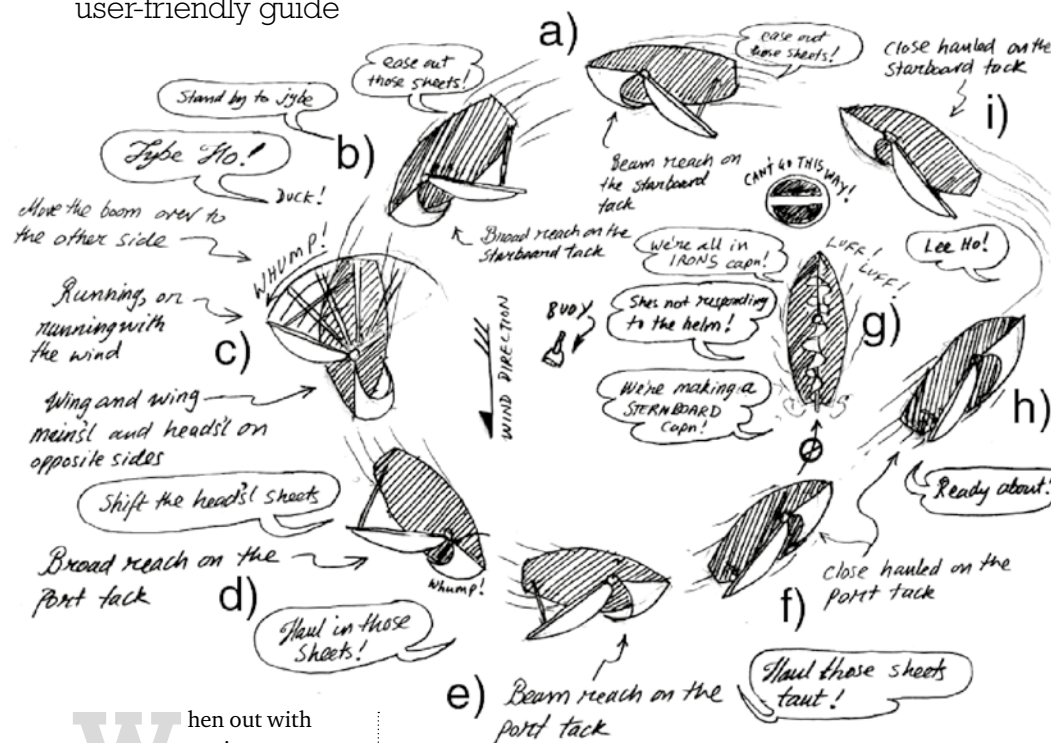 user-friendly guide
a)
ease out
those sheets!
ease out
those sheets!
Close hauled on the
Starboard tack
i)
Stand by to jybe
b)
Jybe Ho!
DUCK!
Beam reach on
the starboard
tack
CAN'T GO THIS WAY!
Move the boom over to
the other side
WHUMP!
Broad reach on the
Starboard tack
We're all in
IRONS capn!
LUFF!
LUFF!
Lee Ho!
Running, or
running with
the wind
c)
WIND DIRECTION
BUOY
Shes not responding
to the helm!
g)
We're making a
STERNBOARD
Capn!
h)
Wing and wing
mein'sl and heads'l on
opposite sides
Shift the head'sl sheets
Ready about!
Broad reach on the
Port tack
d)
Whump!
Close hauled on the
port tack
f)
Haul in those
Sheets!
e)
Beam reach on the
port tack
Haul those sheets
taut!
When out with